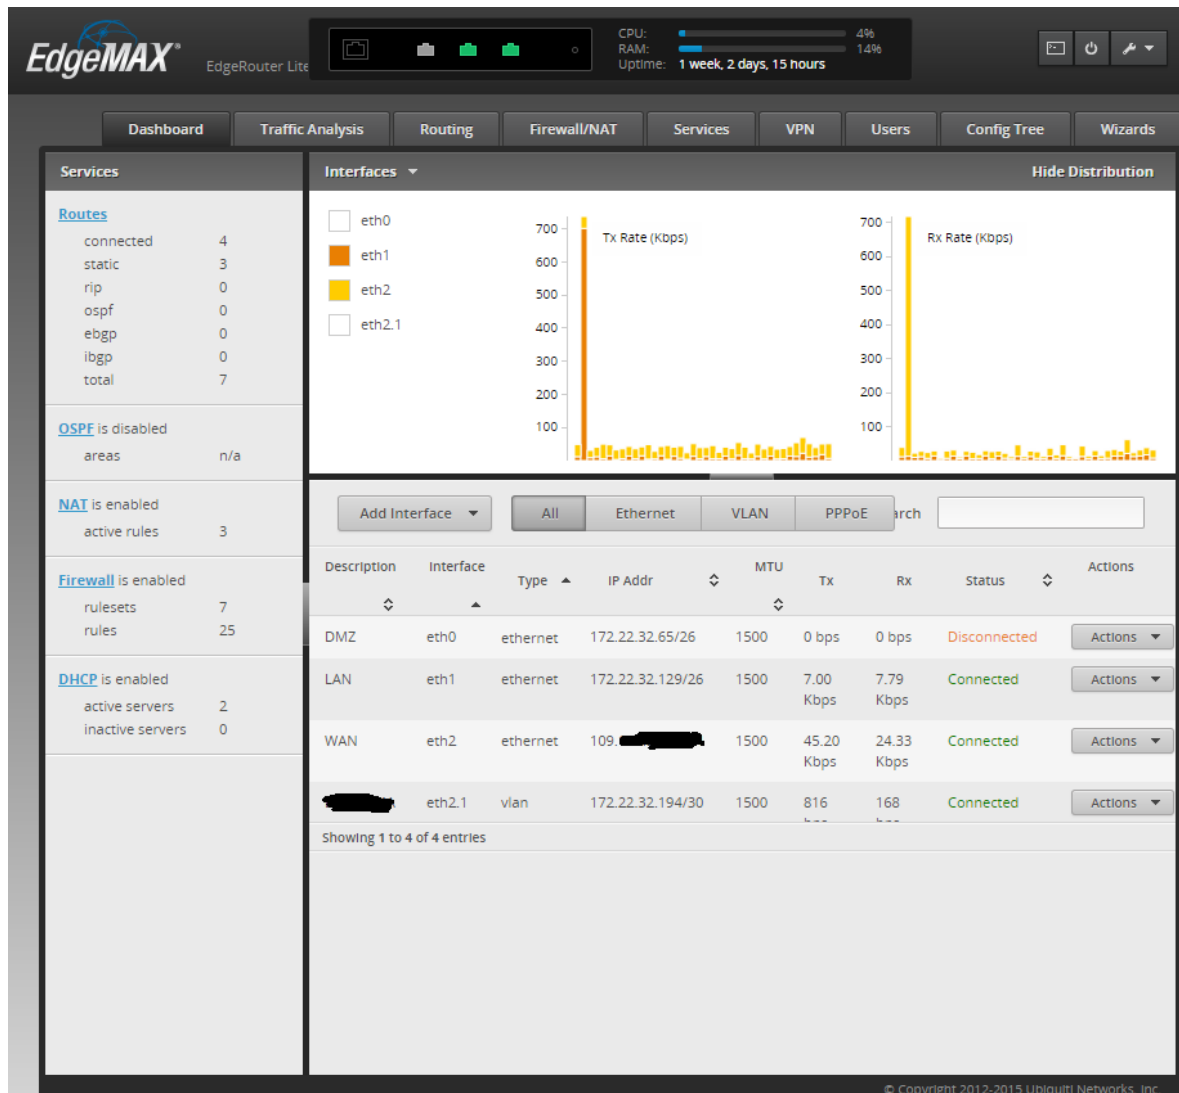 EdgeMAX®
EdgeRouter Lite
CPU: 4%
RAM: 14%
Uptime: 1 week, 2 days, 15 hours
Dashboard Traffic Analysis Routing Firewall/NAT Services VPN Users Config Tree Wizards
Services
Routes
connected 4
static 3
rip 0
ospf 0
ebgp 0
ibgp 0
total 7
OSPF is disabled
areas n/a
NAT is enabled
active rules 3
Firewall is enabled
rulesets 7
rules 25
DHCP is enabled
active servers 2
inactive servers 0
Interfaces Hide Distribution
eth0
eth1
eth2
eth2.1
Tx Rate (Kbps)
700
600
500
400
300
200
100
Rx Rate (Kbps)
700
600
500
400
300
200
100
Add Interface All Ethernet VLAN PPPoE arch
Description Interface Type IP Addr MTU Tx Rx Status Actions
DMZ eth0 ethernet 172.22.32.65/26 1500 0 bps 0 bps Disconnected Actions
LAN eth1 ethernet 172.22.32.129/26 1500 7.00 Kbps 7.79 Kbps Connected Actions
WAN eth2 ethernet 109. 1500 45.20 Kbps 24.33 Kbps Connected Actions
eth2.1 vlan 172.22.32.194/30 1500 816 168 Connected Actions
Showing 1 to 4 of 4 entries
© Copyright 2012-2015 Ubiquiti Networks, Inc.